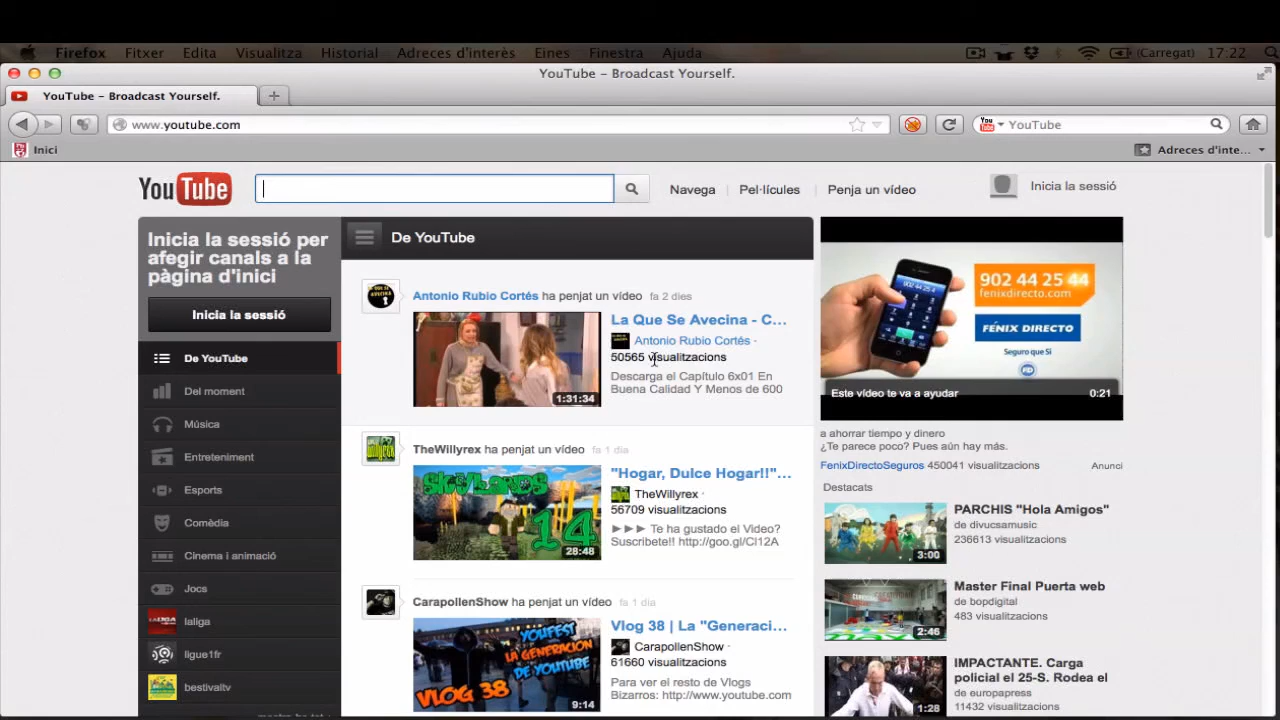 Firefox Fitxer Edita Visualitza Historial Adreces d'interès Eines Finestra Ajuda (Carregat) 17:22
YouTube – Broadcast Yourself.
YouTube – Broadcast Yourself.
www.youtube.com
YouTube
Inici
Adreces d'inte...
YouTube
Navega
Pel·lícules
Penja un vídeo
Inicia la sessió
Inicia la sessió per
afegir canals a la
pàgina d'inici
Inicia la sessió
De YouTube
Del moment
Música
Entreteniment
Esports
Comèdia
Cinema i animació
Jocs
laliga
ligue1fr
bestivaltv
De YouTube
Antonio Rubio Cortés ha penjat un vídeo fa 2 dies
La Que Se Avecina - C...
Antonio Rubio Cortés ·
50565 visualitzacions
Descarga el Capítulo 6x01 En
Buena Calidad Y Menos de 600
1:31:34
TheWillyrex ha penjat un vídeo fa 1 dia
"Hogar, Dulce Hogar!!"...
TheWillyrex ·
56709 visualitzacions
►►► Te ha gustado el Video?
Suscribete!! http://goo.gl/Cl12A
SKYLANDS
14
28:48
CarapollenShow ha penjat un vídeo fa 1 dia
Vlog 38 | La "Generaci...
CarapollenShow ·
61660 visualitzacions
Para ver el resto de Vlogs
Bizarros: http://www.youtube.com
YOUFEST
LA GENERACION
DE YOUTUBE
VLOG 38
9:14
902 44 25 44
fenixdirecto.com
FÉNIX DIRECTO
Seguro que Sí
Este vídeo te va a ayudar 0:21
a ahorrar tiempo y dinero
¿Te parece poco? Pues aún hay más.
FenixDirectoSeguros 450041 visualitzacions Anunci
Destacats
PARCHIS "Hola Amigos"
de divucsamusic
236613 visualitzacions
3:00
Master Final Puerta web
de bopdigital
483 visualitzacions
2:46
IMPACTANTE. Carga
policial el 25-S. Rodea el
de europapress
11432 visualitzacions
1:28